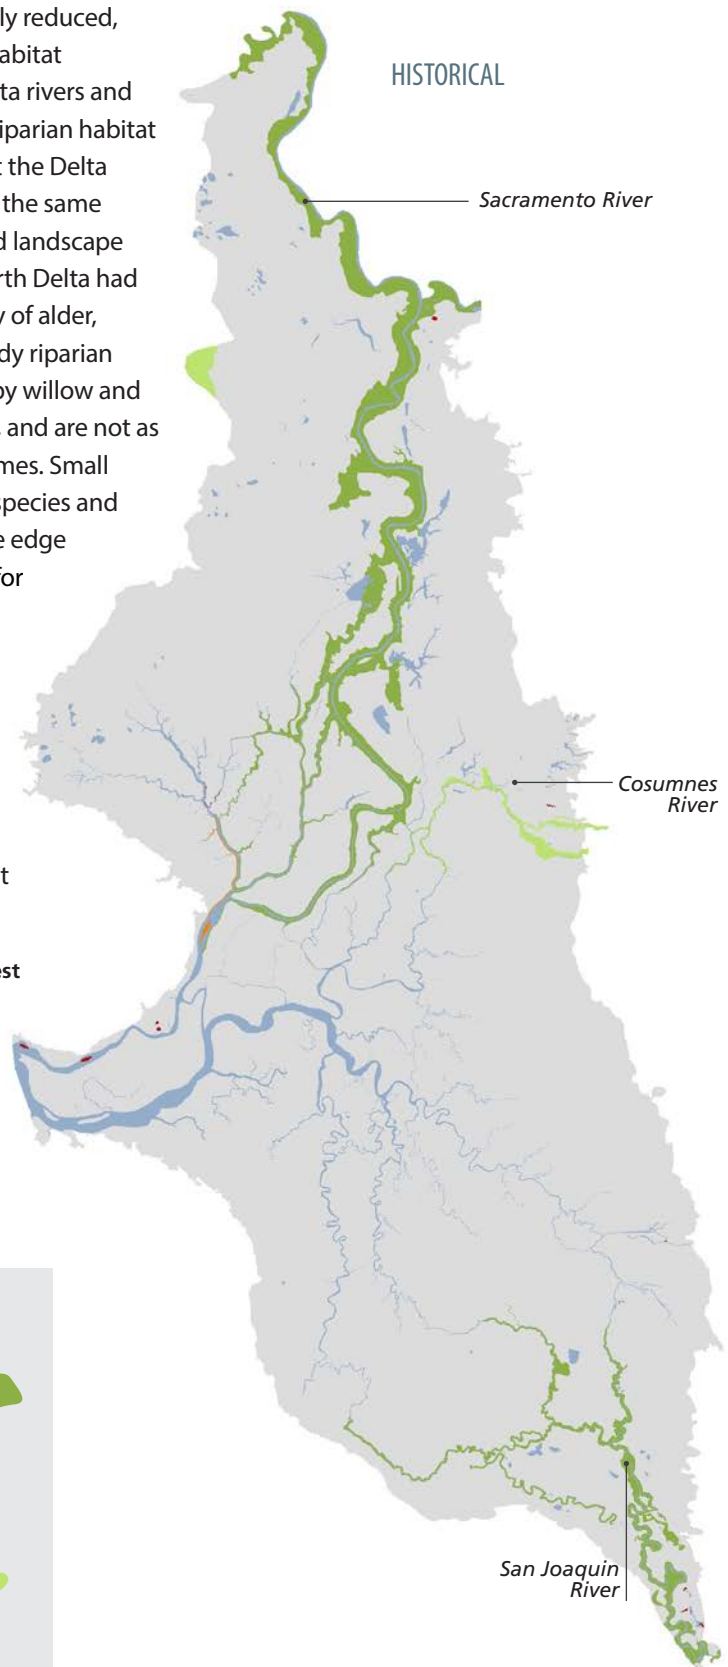 ly reduced,
abitat
ta rivers and
iparian habitat
t the Delta
the same
d landscape
rth Delta had
y of alder,
dy riparian
by willow and
, and are not as
mes. Small
species and
e edge
for
t
est
HISTORICAL
Sacramento River
Cosumnes
River
San Joaquin
River